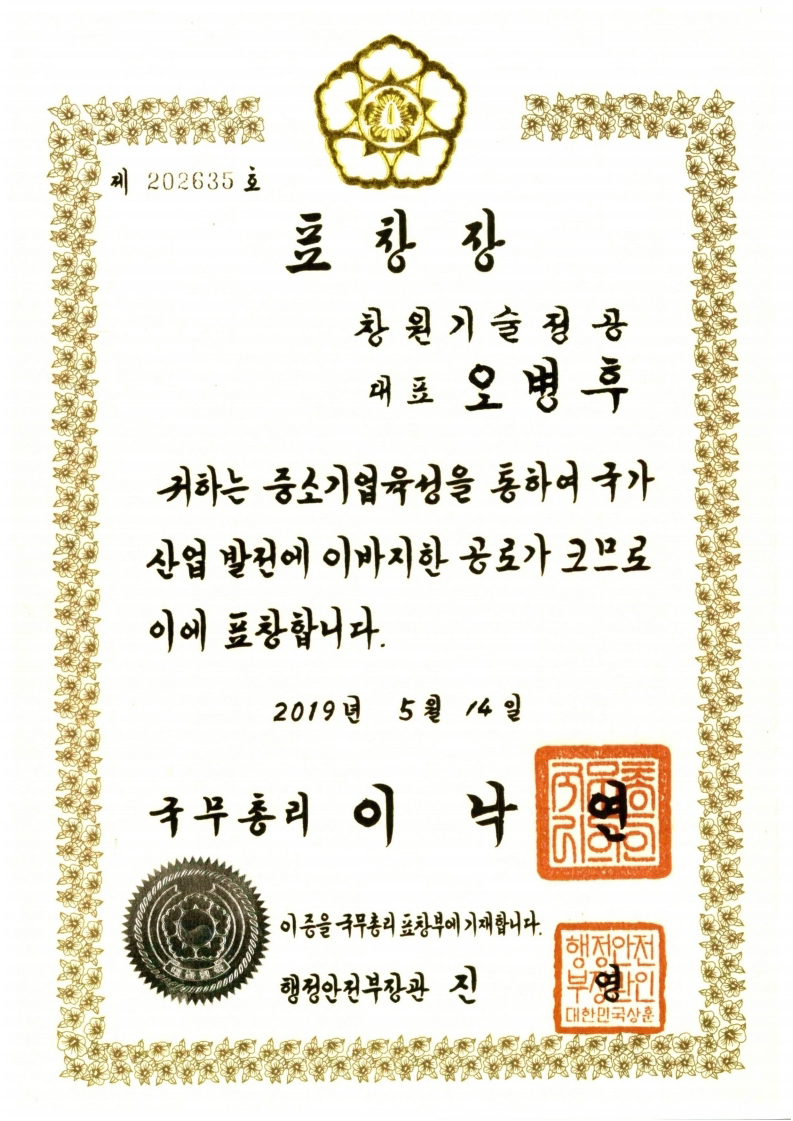 제 202635 호
표창장
창원기술정공
대표 오병후
귀하는 중소기업육성을 통하여 국가
산업 발전에 이바지한 공로가 크므로
이에 표창합니다.
2019년 5월 14일
국무총리 이 낙 연
이 증을 국무총리 표창부에 기재합니다.
행정안전부장관 진 영
행정안전
부장관인
대한민국상훈